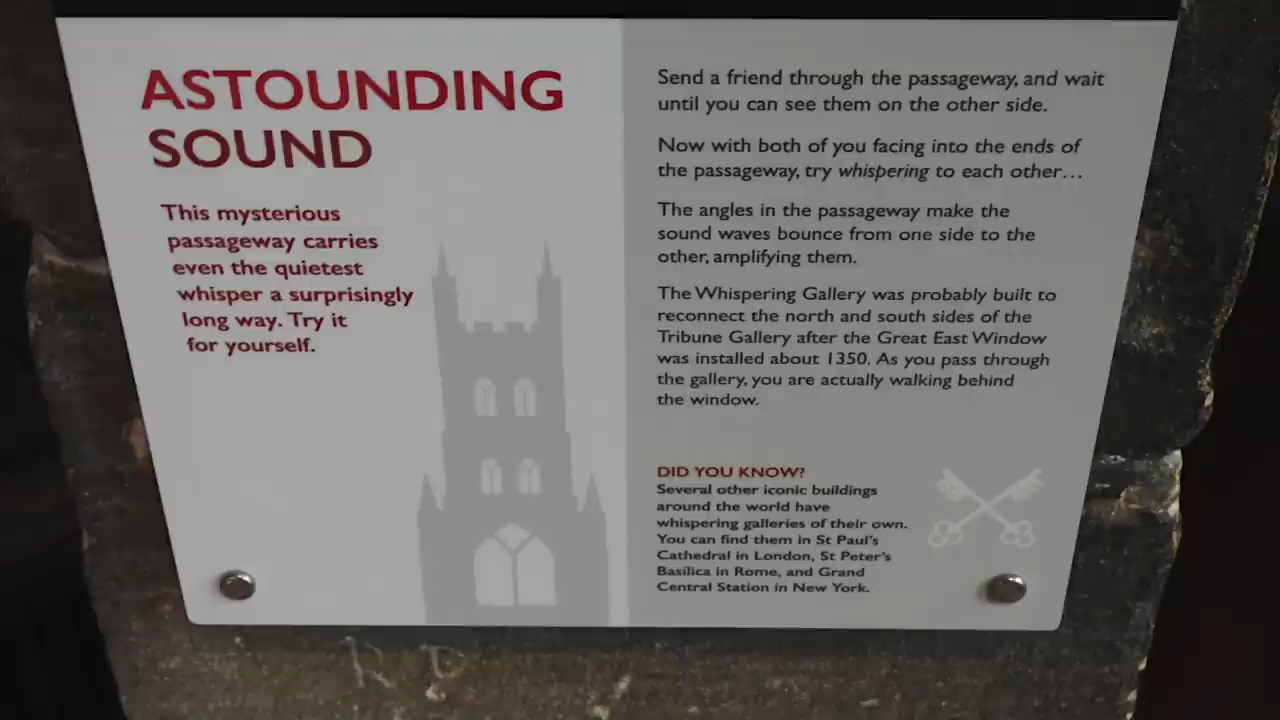 ASTOUNDING
SOUND
This mysterious
passageway carries
even the quietest
whisper a surprisingly
long way. Try it
for yourself.
Send a friend through the passageway, and wait
until you can see them on the other side.
Now with both of you facing into the ends of
the passageway, try whispering to each other...
The angles in the passageway make the
sound waves bounce from one side to the
other, amplifying them.
The Whispering Gallery was probably built to
reconnect the north and south sides of the
Tribune Gallery after the Great East Window
was installed about 1350. As you pass through
the gallery, you are actually walking behind
the window.
DID YOU KNOW?
Several other iconic buildings
around the world have
whispering galleries of their own.
You can find them in St Paul's
Cathedral in London, St Peter's
Basilica in Rome, and Grand
Central Station in New York.